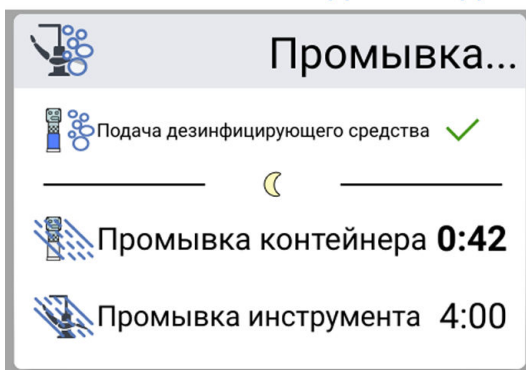 Промывка...
Подача дезинфицирующего средства
Промывка контейнера 0:42
Промывка инструмента 4:00